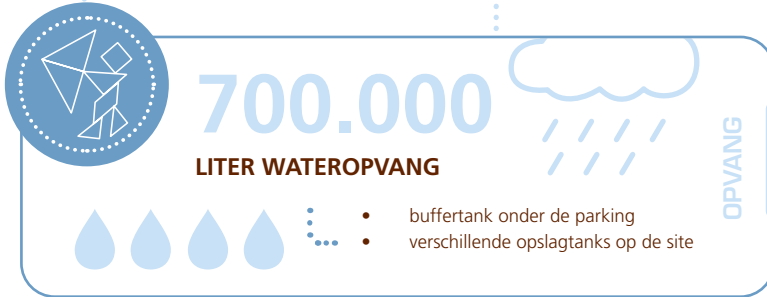 700.000
LITER WATEROPVANG
• buffertank onder de parking
• verschillende opslagtanks op de site
OPVANG